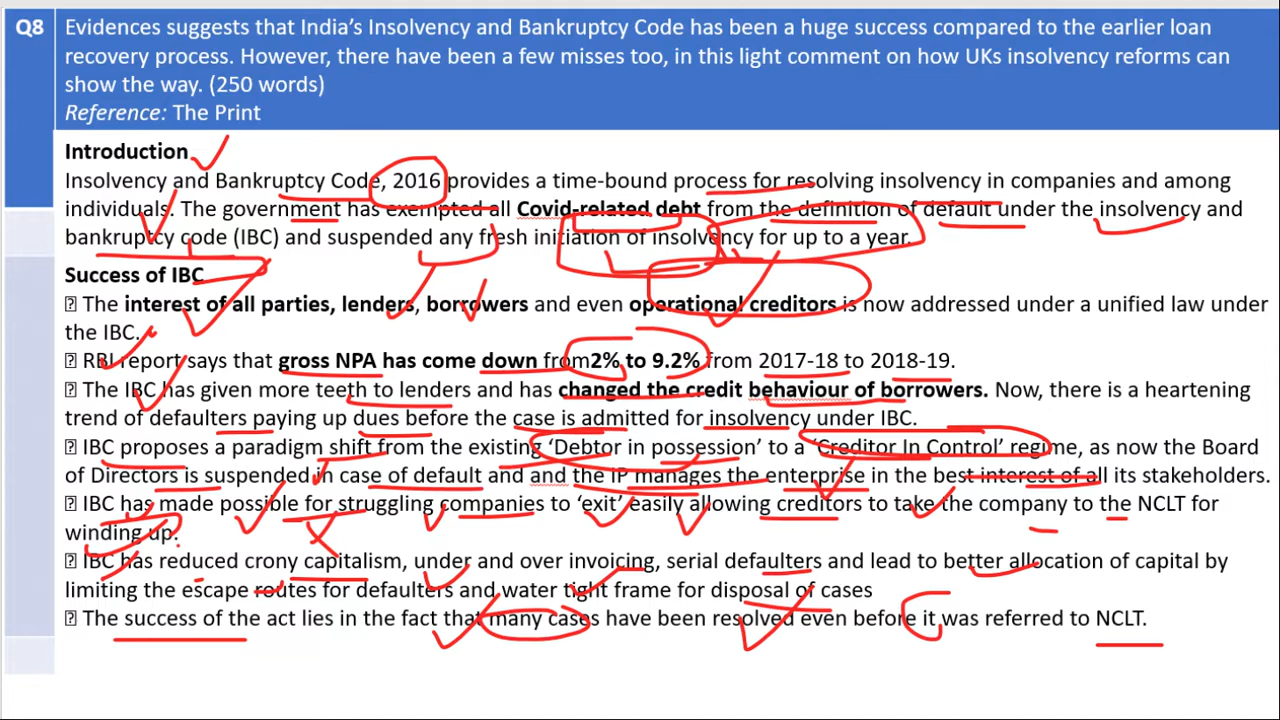 Q8
Evidences suggests that India's Insolvency and Bankruptcy Code has been a huge success compared to the earlier loan
recovery process. However, there have been a few misses too, in this light comment on how UKs insolvency reforms can
show the way. (250 words)
Reference: The Print
Introduction
Insolvency and Bankruptcy Code, 2016 provides a time-bound process for resolving insolvency in companies and among
individuals. The government has exempted all Covid-related debt from the definition of default under the insolvency and
bankruptcy code (IBC) and suspended any fresh initiation of insolvency for up to a year.
Success of IBC
The interest of all parties, lenders, borrowers and even operational creditors is now addressed under a unified law under
the IBC.
RBI report says that gross NPA has come down from2% to 9.2% from 2017-18 to 2018-19.
The IBC has given more teeth to lenders and has changed the credit behaviour of borrowers. Now, there is a heartening
trend of defaulters paying up dues before the case is admitted for insolvency under IBC.
IBC proposes a paradigm shift from the existing 'Debtor in possession' to a 'Creditor In Control' regime, as now the Board
of Directors is suspended in case of default and and the IP manages the enterprise in the best interest of all its stakeholders.
IBC has made possible for struggling companies to 'exit' easily allowing creditors to take the company to the NCLT for
winding up.
IBC has reduced crony capitalism, under and over invoicing, serial defaulters and lead to better allocation of capital by
limiting the escape routes for defaulters and water tight frame for disposal of cases
The success of the act lies in the fact that many cases have been resolved even before it was referred to NCLT.